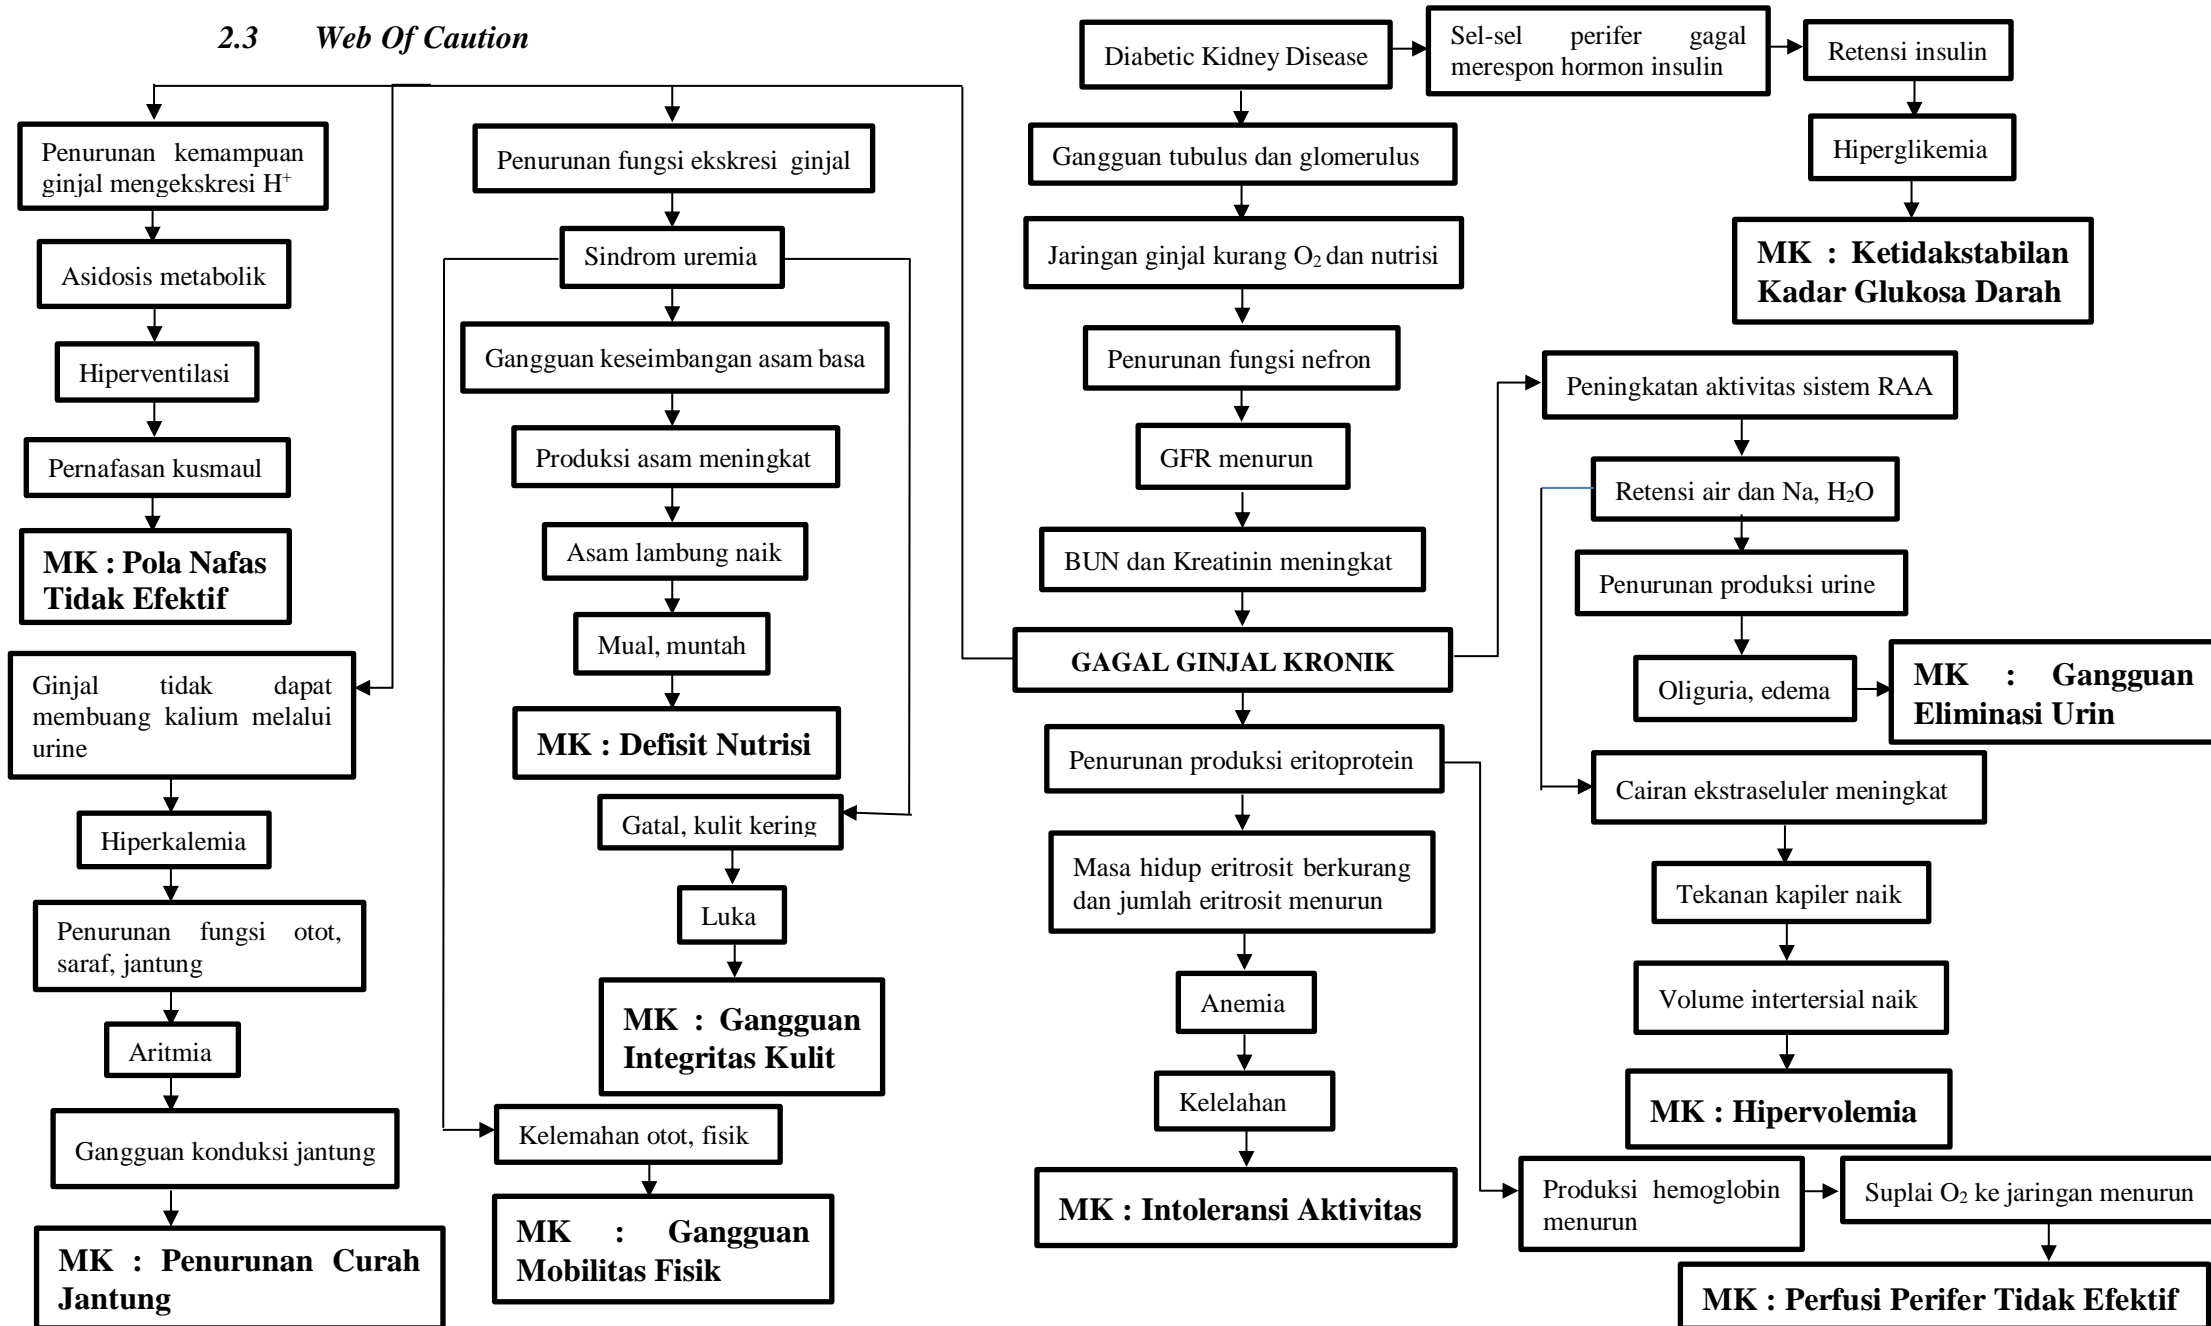 2.3 Web Of Caution
Diabetic Kidney Disease
Sel-sel perifer gagal
merespon hormon insulin
Retensi insulin
Hiperglikemia
MK : Ketidakstabilan
Kadar Glukosa Darah
Gangguan tubulus dan glomerulus
Jaringan ginjal kurang O₂ dan nutrisi
Penurunan fungsi nefron
GFR menurun
BUN dan Kreatinin meningkat
GAGAL GINJAL KRONIK
Penurunan kemampuan
ginjal mengekskresi H⁺
Asidosis metabolik
Hiperventilasi
Pernafasan kusmaul
MK : Pola Nafas
Tidak Efektif
Ginjal tidak dapat
membuang kalium melalui
urine
Hiperkalemia
Penurunan fungsi otot,
saraf, jantung
Aritmia
Gangguan konduksi jantung
MK : Penurunan Curah
Jantung
Penurunan fungsi ekskresi ginjal
Sindrom uremia
Gangguan keseimbangan asam basa
Produksi asam meningkat
Asam lambung naik
Mual, muntah
MK : Defisit Nutrisi
Gatal, kulit kering
Luka
MK : Gangguan
Integritas Kulit
Kelemahan otot, fisik
MK : Gangguan
Mobilitas Fisik
Penurunan produksi eritoprotein
Masa hidup eritrosit berkurang
dan jumlah eritrosit menurun
Anemia
Kelelahan
MK : Intoleransi Aktivitas
Peningkatan aktivitas sistem RAA
Retensi air dan Na, H₂O
Penurunan produksi urine
Oliguria, edema
MK : Gangguan
Eliminasi Urin
Cairan ekstraseluler meningkat
Tekanan kapiler naik
Volume intertersial naik
MK : Hipervolemia
Produksi hemoglobin
menurun
Suplai O₂ ke jaringan menurun
MK : Perfusi Perifer Tidak Efektif